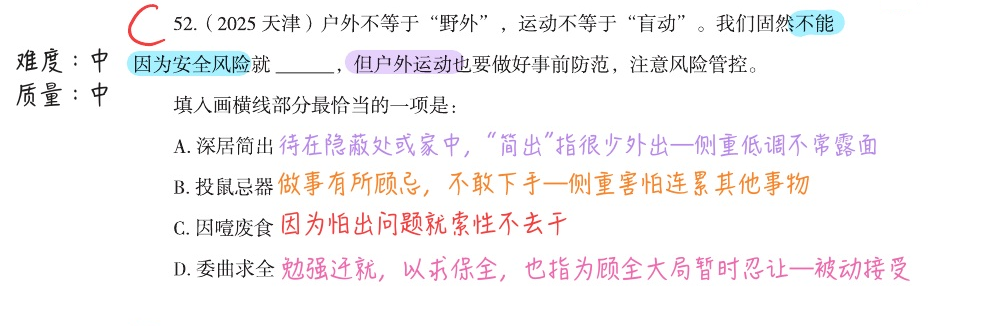 C 52.（2025 天津）户外不等于“野外”，运动不等于“盲动”。我们固然不能
难度：中 因为安全风险就 ______，但户外运动也要做好事前防范，注意风险管控。
质量：中
填入画横线部分最恰当的一项是：
A. 深居简出 待在隐蔽处或家中，“简出”指很少外出—侧重低调不常露面
B. 投鼠忌器 做事有所顾忌，不敢下手—侧重害怕连累其他事物
C. 因噎废食 因为怕出问题就索性不去干
D. 委曲求全 勉强迁就，以求保全，也指为顾全大局暂时忍让—被动接受